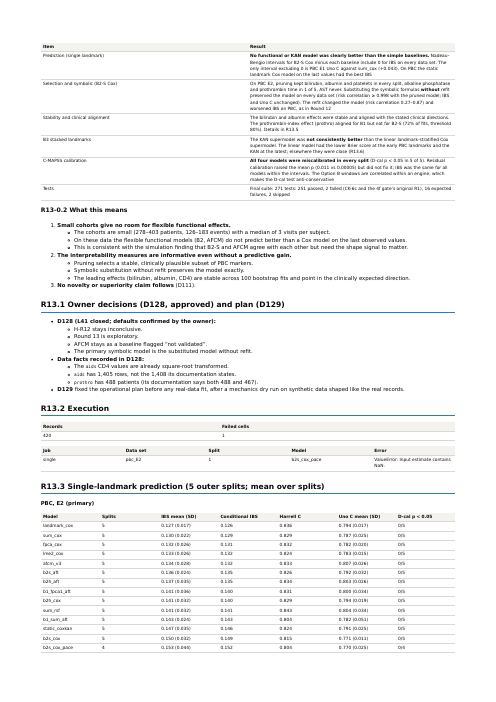 Item Result
Prediction (single landmark) No functional or KAN model was clearly better than the simple baselines. Nadeau-
Bengio intervals for B2-S Cox minus each baseline include 0 for IBS on every data set. The
only interval excluding 0 is PBC E1 Uno C against sum_cox (+0.043). On PBC the static
landmark Cox model on the last values had the best IBS
Selection and symbolic (B2-S Cox) On PBC E2, pruning kept bilirubin, albumin and platelets in every split, alkaline phosphatase
and prothrombin time in 1 of 5, AST never. Substituting the symbolic formulas without refit
preserved the model on every data set (risk correlation ≥ 0.998 with the pruned model; IBS
and Uno C unchanged). The refit changed the model (risk correlation 0.27–0.87) and
worsened IBS on PBC, as in Round 12
Stability and clinical alignment The bilirubin and albumin effects were stable and aligned with the stated clinical directions.
The prothrombin-index effect (prothro) aligned for B1 but not for B2-S (72% of fits, threshold
80%). Details in R13.5
B3 stacked landmarks The KAN supermodel was not consistently better than the linear landmark-stratified Cox
supermodel. The linear model had the lower Brier score at the early PBC landmarks and the
KAN at the latest; elsewhere they were close (R13.6)
C-MAPSS calibration All four models were miscalibrated in every split (D-cal p < 0.05 in 5 of 5). Residual
calibration raised the mean p (0.011 vs 0.00005) but did not fix it; IBS was the same for all
models within the intervals. The Option B windows are correlated within an engine, which
makes the D-cal test anti-conservative
Tests Final suite: 271 tests: 251 passed, 2 failed (C6-6c and the 4f gate's original R1), 16 expected
failures, 2 skipped
R13-0.2 What this means
1. Small cohorts give no room for flexible functional effects.
The cohorts are small (278–403 patients, 126–183 events) with a median of 3 visits per subject.
On these data the flexible functional models (B2, AFCM) do not predict better than a Cox model on the last observed values.
This is consistent with the simulation finding that B2-S and AFCM agree with each other but need the shape signal to matter.
2. The interpretability measures are informative even without a predictive gain.
Pruning selects a stable, clinically plausible subset of PBC markers.
Symbolic substitution without refit preserves the model exactly.
The leading effects (bilirubin, albumin, CD4) are stable across 100 bootstrap fits and point in the clinically expected direction.
3. No novelty or superiority claim follows (D111).
R13.1 Owner decisions (D128, approved) and plan (D129)
• D128 (L41 closed; defaults confirmed by the owner):
H-R12 stays inconclusive.
Round 13 is exploratory.
AFCM stays as a baseline flagged "not validated".
The primary symbolic model is the substituted model without refit.
• Data facts recorded in D128:
The aids CD4 values are already square-root transformed.
aids has 1,405 rows, not the 1,408 its documentation states.
prothro has 488 patients (its documentation says both 488 and 467).
• D129 fixed the operational plan before any real-data fit, after a mechanics dry run on synthetic data shaped like the real records.
R13.2 Execution
Records Failed cells
420 1
Job Data set Split Model Error
single pbc_E2 1 b2s_cox_pace ValueError: Input estimate contains
NaN.
R13.3 Single-landmark prediction (5 outer splits; mean over splits)
PBC, E2 (primary)
Model Splits IBS mean (SD) Conditional IBS Harrell C Uno C mean (SD) D-cal p < 0.05
landmark_cox 5 0.127 (0.017) 0.126 0.836 0.794 (0.017) 0/5
sum_cox 5 0.130 (0.022) 0.129 0.829 0.787 (0.025) 0/5
fpca_cox 5 0.132 (0.026) 0.131 0.832 0.782 (0.020) 0/5
lme2_cox 5 0.133 (0.026) 0.132 0.824 0.783 (0.015) 0/5
afcm_v3 5 0.134 (0.028) 0.132 0.833 0.807 (0.026) 0/5
b2s_aft 5 0.136 (0.024) 0.135 0.826 0.792 (0.032) 0/5
b2h_aft 5 0.137 (0.035) 0.135 0.834 0.803 (0.026) 0/5
b1_fpca1_aft 5 0.141 (0.036) 0.140 0.831 0.800 (0.034) 0/5
b2h_cox 5 0.141 (0.032) 0.140 0.829 0.794 (0.019) 0/5
sum_rsf 5 0.141 (0.032) 0.141 0.843 0.804 (0.034) 0/5
b1_sum_aft 5 0.143 (0.024) 0.143 0.804 0.782 (0.051) 0/5
static_coxkan 5 0.147 (0.035) 0.146 0.824 0.791 (0.025) 0/5
b2s_cox 5 0.150 (0.032) 0.149 0.815 0.771 (0.011) 0/5
b2s_cox_pace 4 0.153 (0.044) 0.152 0.804 0.770 (0.025) 0/4